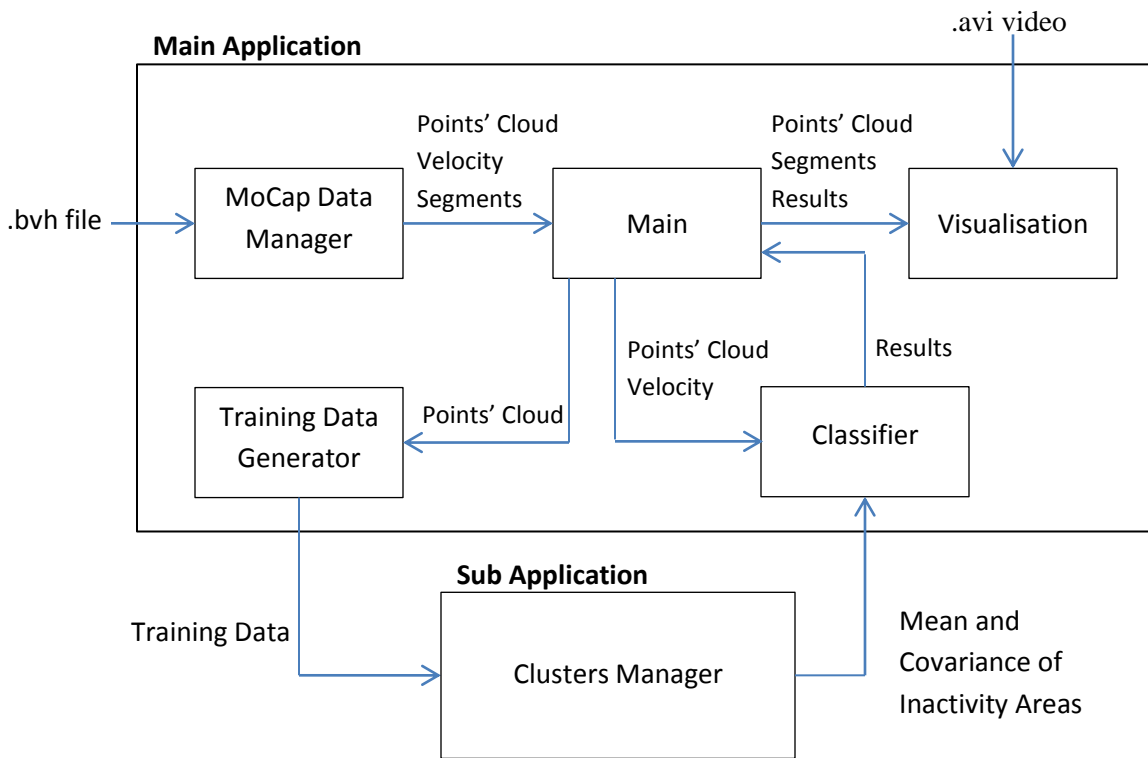 .avi video
Main Application
Points’ Cloud
Velocity
Segments
Points’ Cloud
Segments
Results
.bvh file
MoCap Data
Manager
Main
Visualisation
Points’ Cloud
Velocity
Results
Training Data
Generator
Points’ Cloud
Classifier
Sub Application
Training Data
Clusters Manager
Mean and
Covariance of
Inactivity Areas